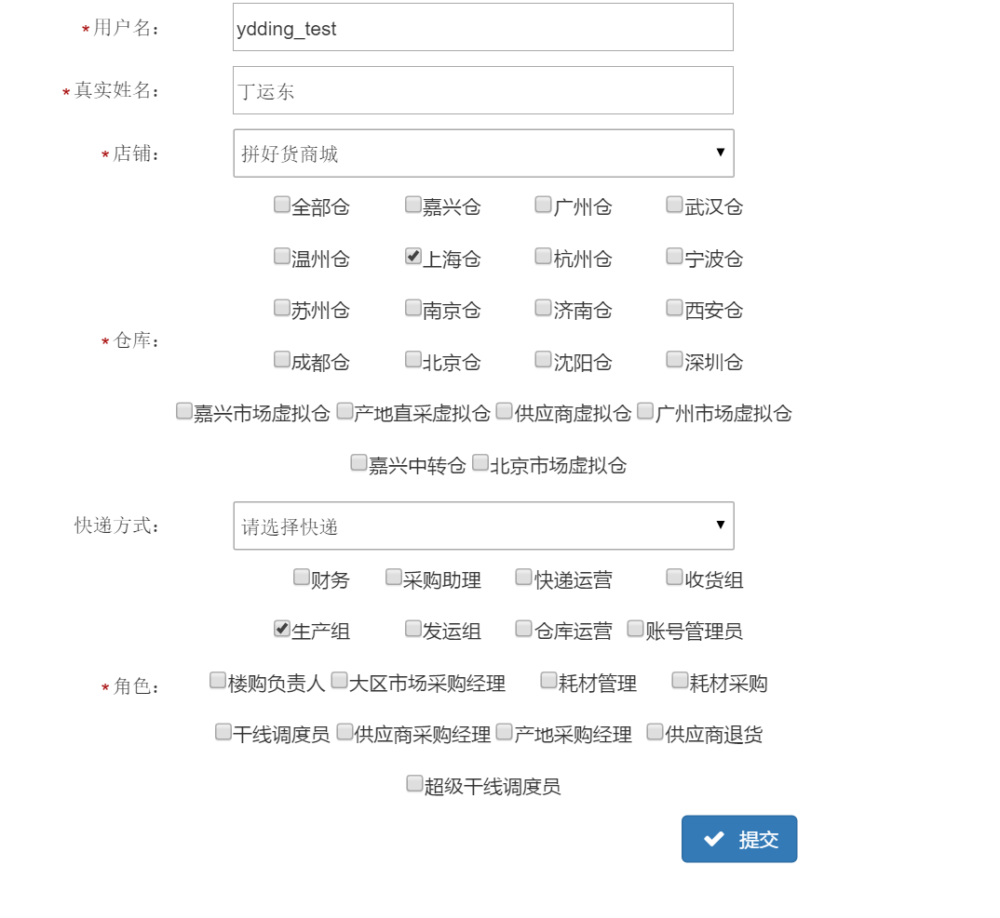 *用户名： ydding_test
*真实姓名： 丁运东
*店铺： 拼好货商城
全部仓 嘉兴仓 广州仓 武汉仓
温州仓 上海仓 杭州仓 宁波仓
苏州仓 南京仓 济南仓 西安仓
*仓库：
成都仓 北京仓 沈阳仓 深圳仓
嘉兴市场虚拟仓 产地直采虚拟仓 供应商虚拟仓 广州市场虚拟仓
嘉兴中转仓 北京市场虚拟仓
快递方式： 请选择快递
财务 采购助理 快递运营 收货组
生产组 发运组 仓库运营 账号管理员
*角色： 楼购负责人 大区市场采购经理 耗材管理 耗材采购
干线调度员 供应商采购经理 产地采购经理 供应商退货
超级干线调度员
提交